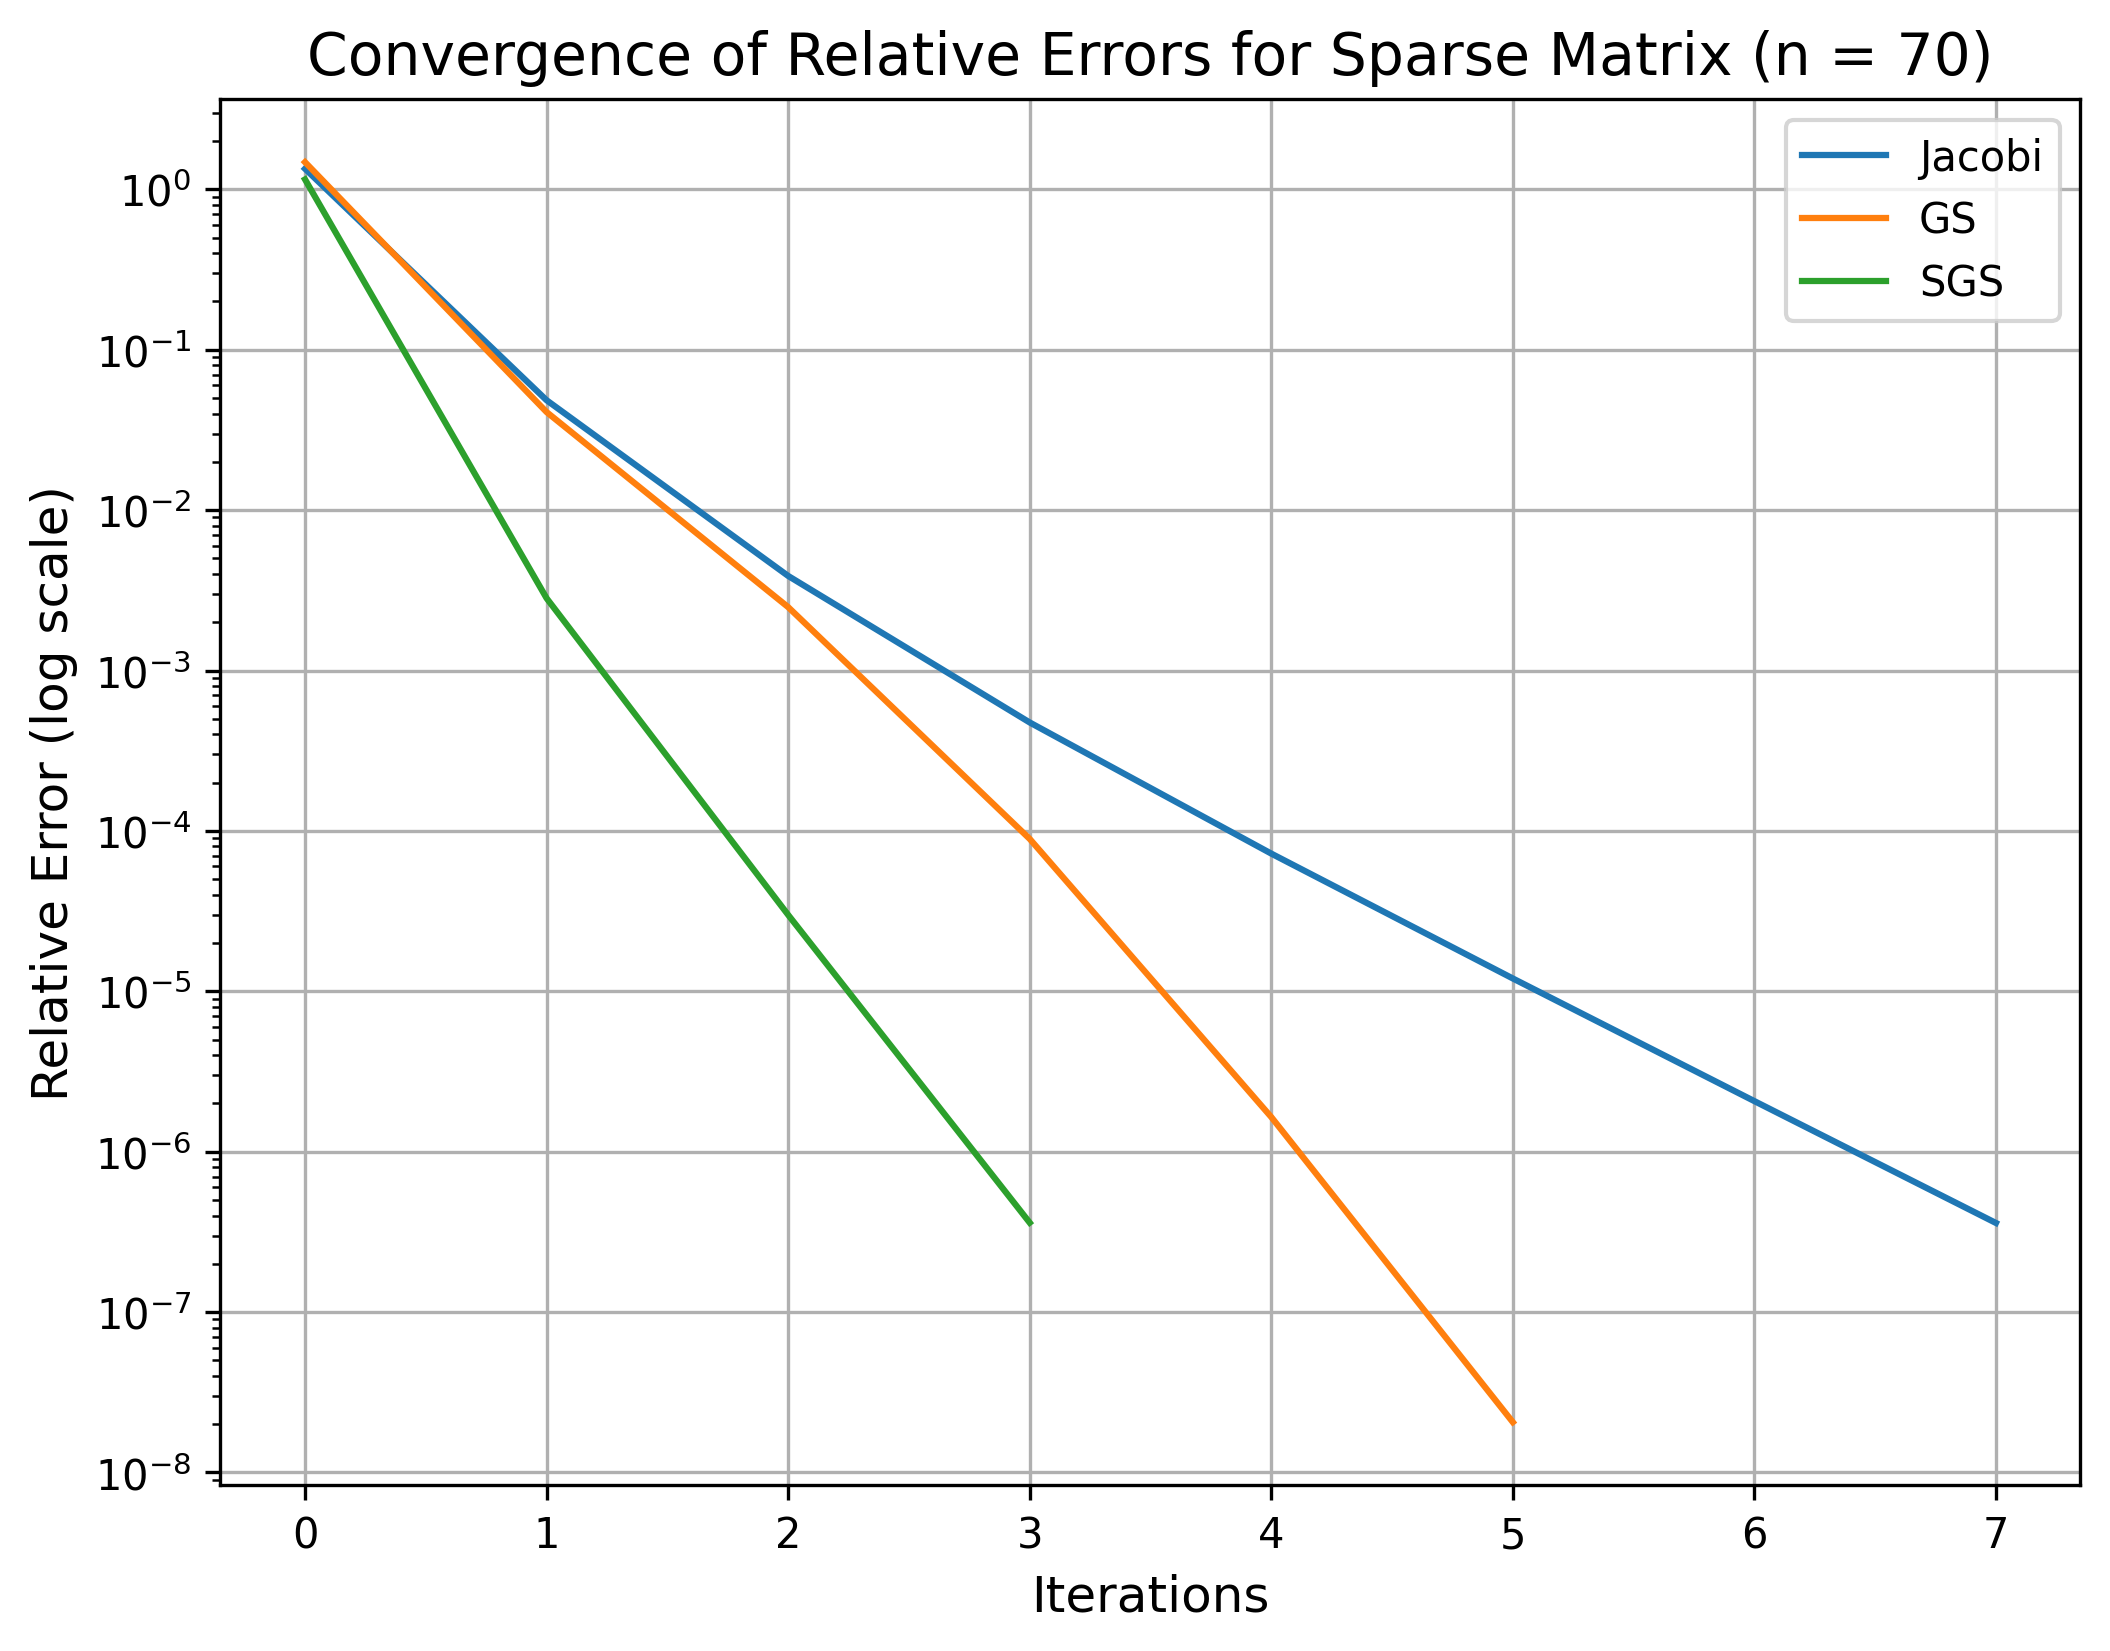 Convergence of Relative Errors for Sparse Matrix (n = 70)
Jacobi
GS
SGS
Relative Error (log scale)
10⁰
10⁻¹
10⁻²
10⁻³
10⁻⁴
10⁻⁵
10⁻⁶
10⁻⁷
10⁻⁸
0 1 2 3 4 5 6 7
Iterations